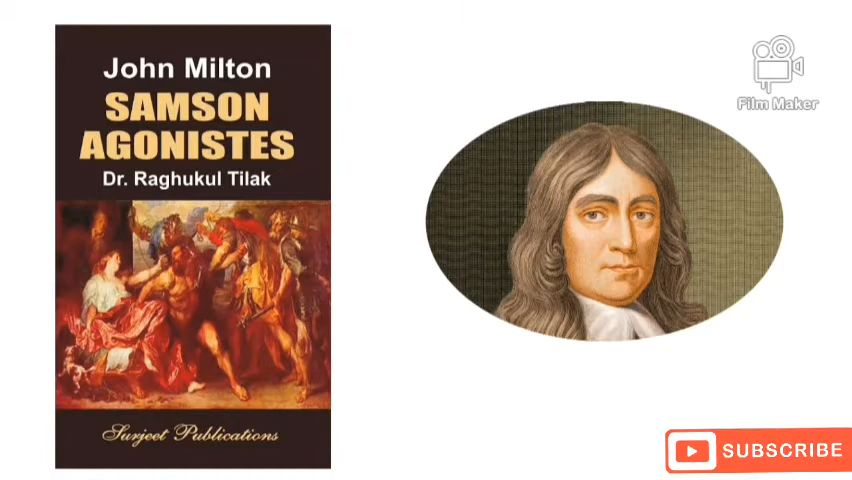 John Milton
SAMSON
AGONISTES
Dr. Raghukul Tilak
Surjeet Publications
Film Maker
SUBSCRIBE